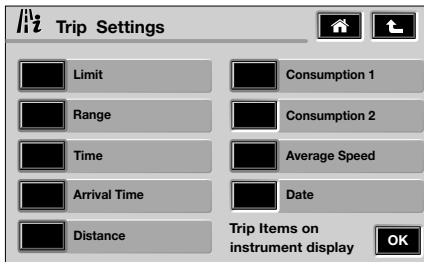 Trip Settings
Limit
Range
Time
Arrival Time
Distance
Consumption 1
Consumption 2
Average Speed
Date
Trip Items on
instrument display
OK